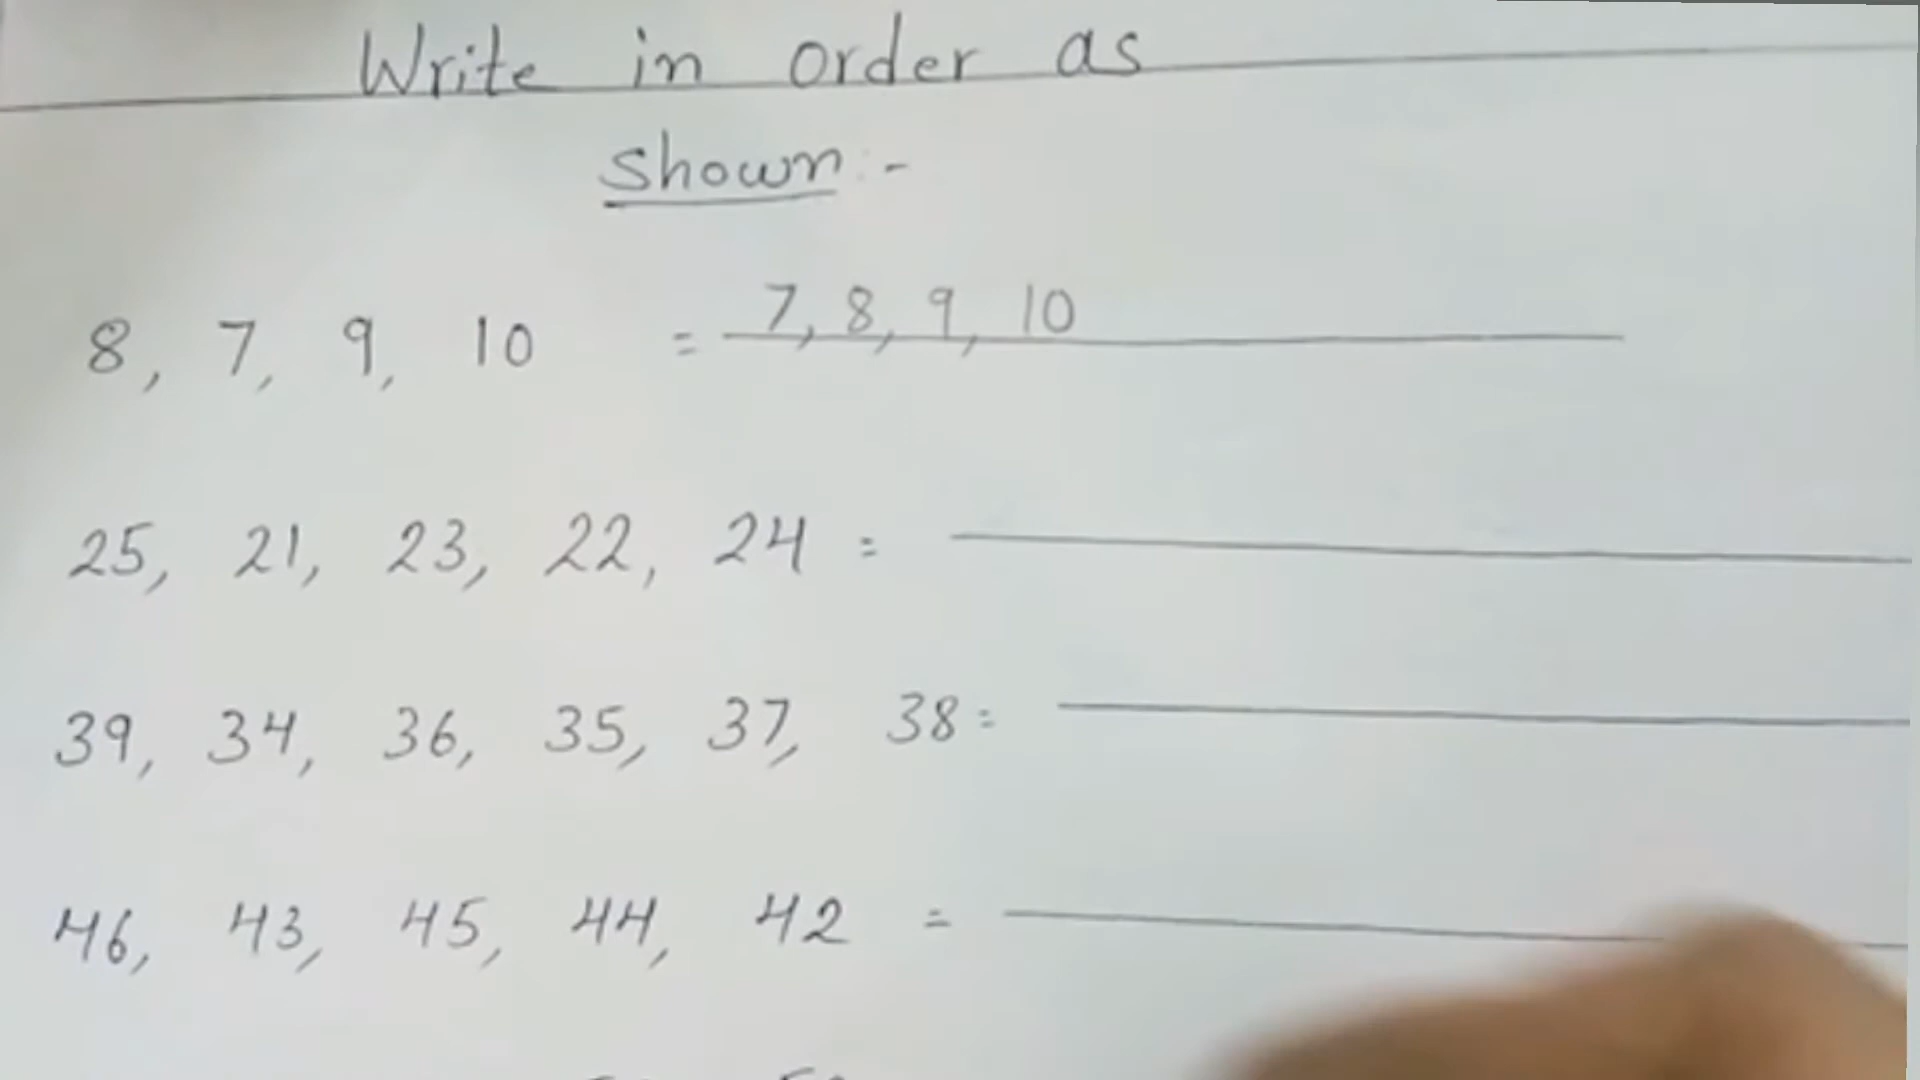 Write in order as
Shown:-
8, 7, 9, 10 = 7, 8, 9, 10
25, 21, 23, 22, 24 =
39, 34, 36, 35, 37, 38=
46, 43, 45, 44, 42 =